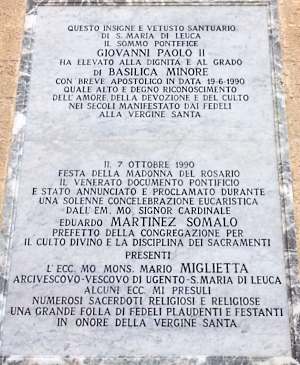 QUESTO INSIGNE E VETUSTO SANTUARIO
DI S. MARIA DI LEUCA
IL SOMMO PONTEFICE
GIOVANNI PAOLO II
HA ELEVATO ALLA DIGNITÀ E AL GRADO
DI BASILICA MINORE
CON BREVE APOSTOLICO IN DATA 19-6-1990
QUALE ALTO E DEGNO RICONOSCIMENTO
DELL'AMORE, DELLA DEVOZIONE E DEL CULTO
NEI SECOLI MANIFESTATO DAI FEDELI
ALLA VERGINE SANTA
IL 7 OTTOBRE 1990
FESTA DELLA MADONNA DEL ROSARIO
IL VENERATO DOCUMENTO PONTIFICIO
E STATO ANNUNCIATO E PROCLAMATO DURANTE
UNA SOLENNE CONCELEBRAZIONE EUCARISTICA
DALL'EM. MO SIGNOR CARDINALE
EDUARDO MARTINEZ SOMALO
PREFETTO DELLA CONGREGAZIONE PER
IL CULTO DIVINO E LA DISCIPLINA DEI SACRAMENTI
PRESENTI
L'ECC. MO MONS. MARIO MIGLIETTA
ARCIVESCOVO-VESCOVO DI UGENTO-S. MARIA DI LEUCA
ALCUNI ECC. MI PRESULI
NUMEROSI SACERDOTI RELIGIOSI E RELIGIOSE
UNA GRANDE FOLLA DI FEDELI PLAUDENTI E FESTANTI
IN ONORE DELLA VERGINE SANTA